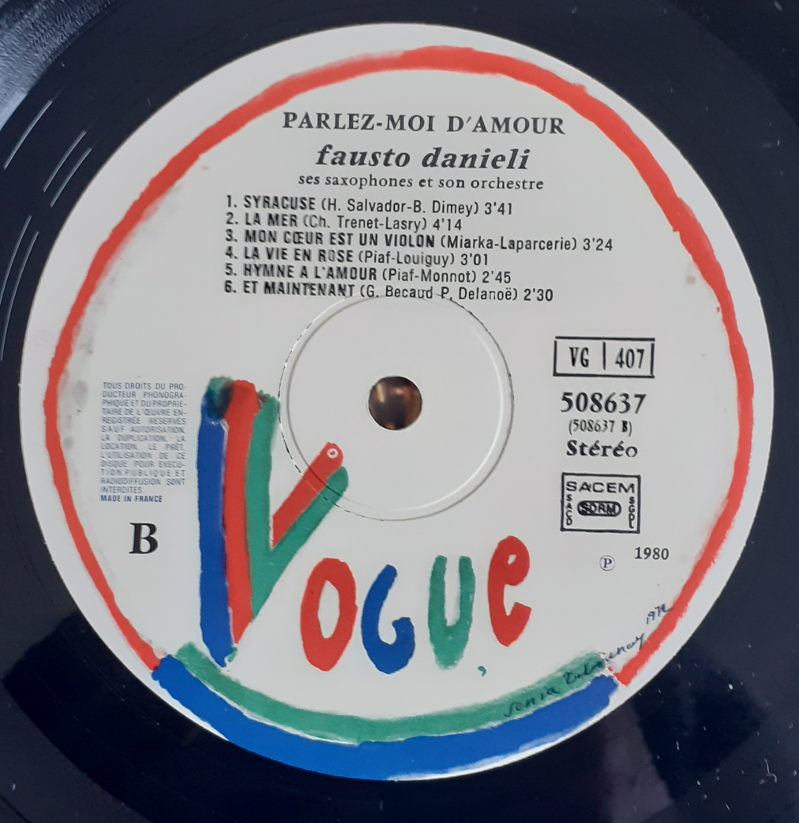 PARLEZ-MOI D'AMOUR
fausto danieli
ses saxophones et son orchestre
1. SYRACUSE (H. Salvador-B. Dimey) 3'41
2. LA MER (Ch. Trenet-Lasry) 4'14
3. MON CŒUR EST UN VIOLON (Miarka-Laparcerie) 3'24
4. LA VIE EN ROSE (Piaf-Louiguy) 3'01
5. HYMNE A L'AMOUR (Piaf-Monnot) 2'45
6. ET MAINTENANT (G. Becaud P. Delanoë) 2'30
VG | 407
508637
(508637 B)
Stéréo
SACEM
SACD SDRM SGDL
Ⓟ 1980
TOUS DROITS DU PRO-
DUCTEUR PHONOGRA-
PHIQUE ET DU PROPRIE-
TAIRE DE L'ŒUVRE EN-
REGISTREE RESERVES
SAUF AUTORISATION,
LA DUPLICATION, LA
LOCATION, LE PRÊT,
L'UTILISATION DE CE
DISQUE POUR EXECU-
TION PUBLIQUE ET
RADIODIFFUSION SONT
INTERDITES
MADE IN FRANCE
B
VOGUE
sonia Delaunay